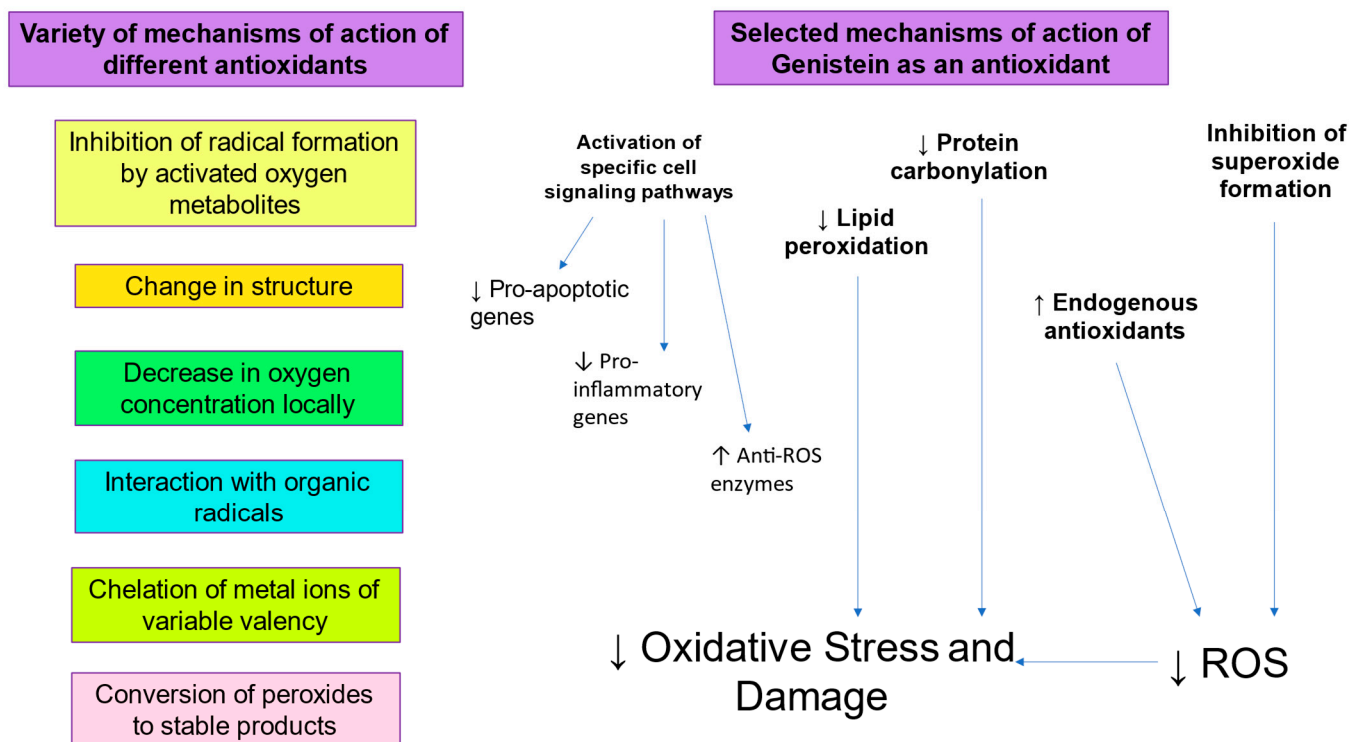 Variety of mechanisms of action of
different antioxidants
Inhibition of radical formation
by activated oxygen
metabolites
Change in structure
Decrease in oxygen
concentration locally
Interaction with organic
radicals
Chelation of metal ions of
variable valency
Conversion of peroxides
to stable products
Selected mechanisms of action of
Genistein as an antioxidant
Activation of
specific cell
signaling pathways
↓ Pro-apoptotic
genes
↓ Pro-
inflammatory
genes
↑ Anti-ROS
enzymes
↓ Lipid
peroxidation
↓ Protein
carbonylation
↑ Endogenous
antioxidants
Inhibition of
superoxide
formation
↓ Oxidative Stress and
Damage
↓ ROS